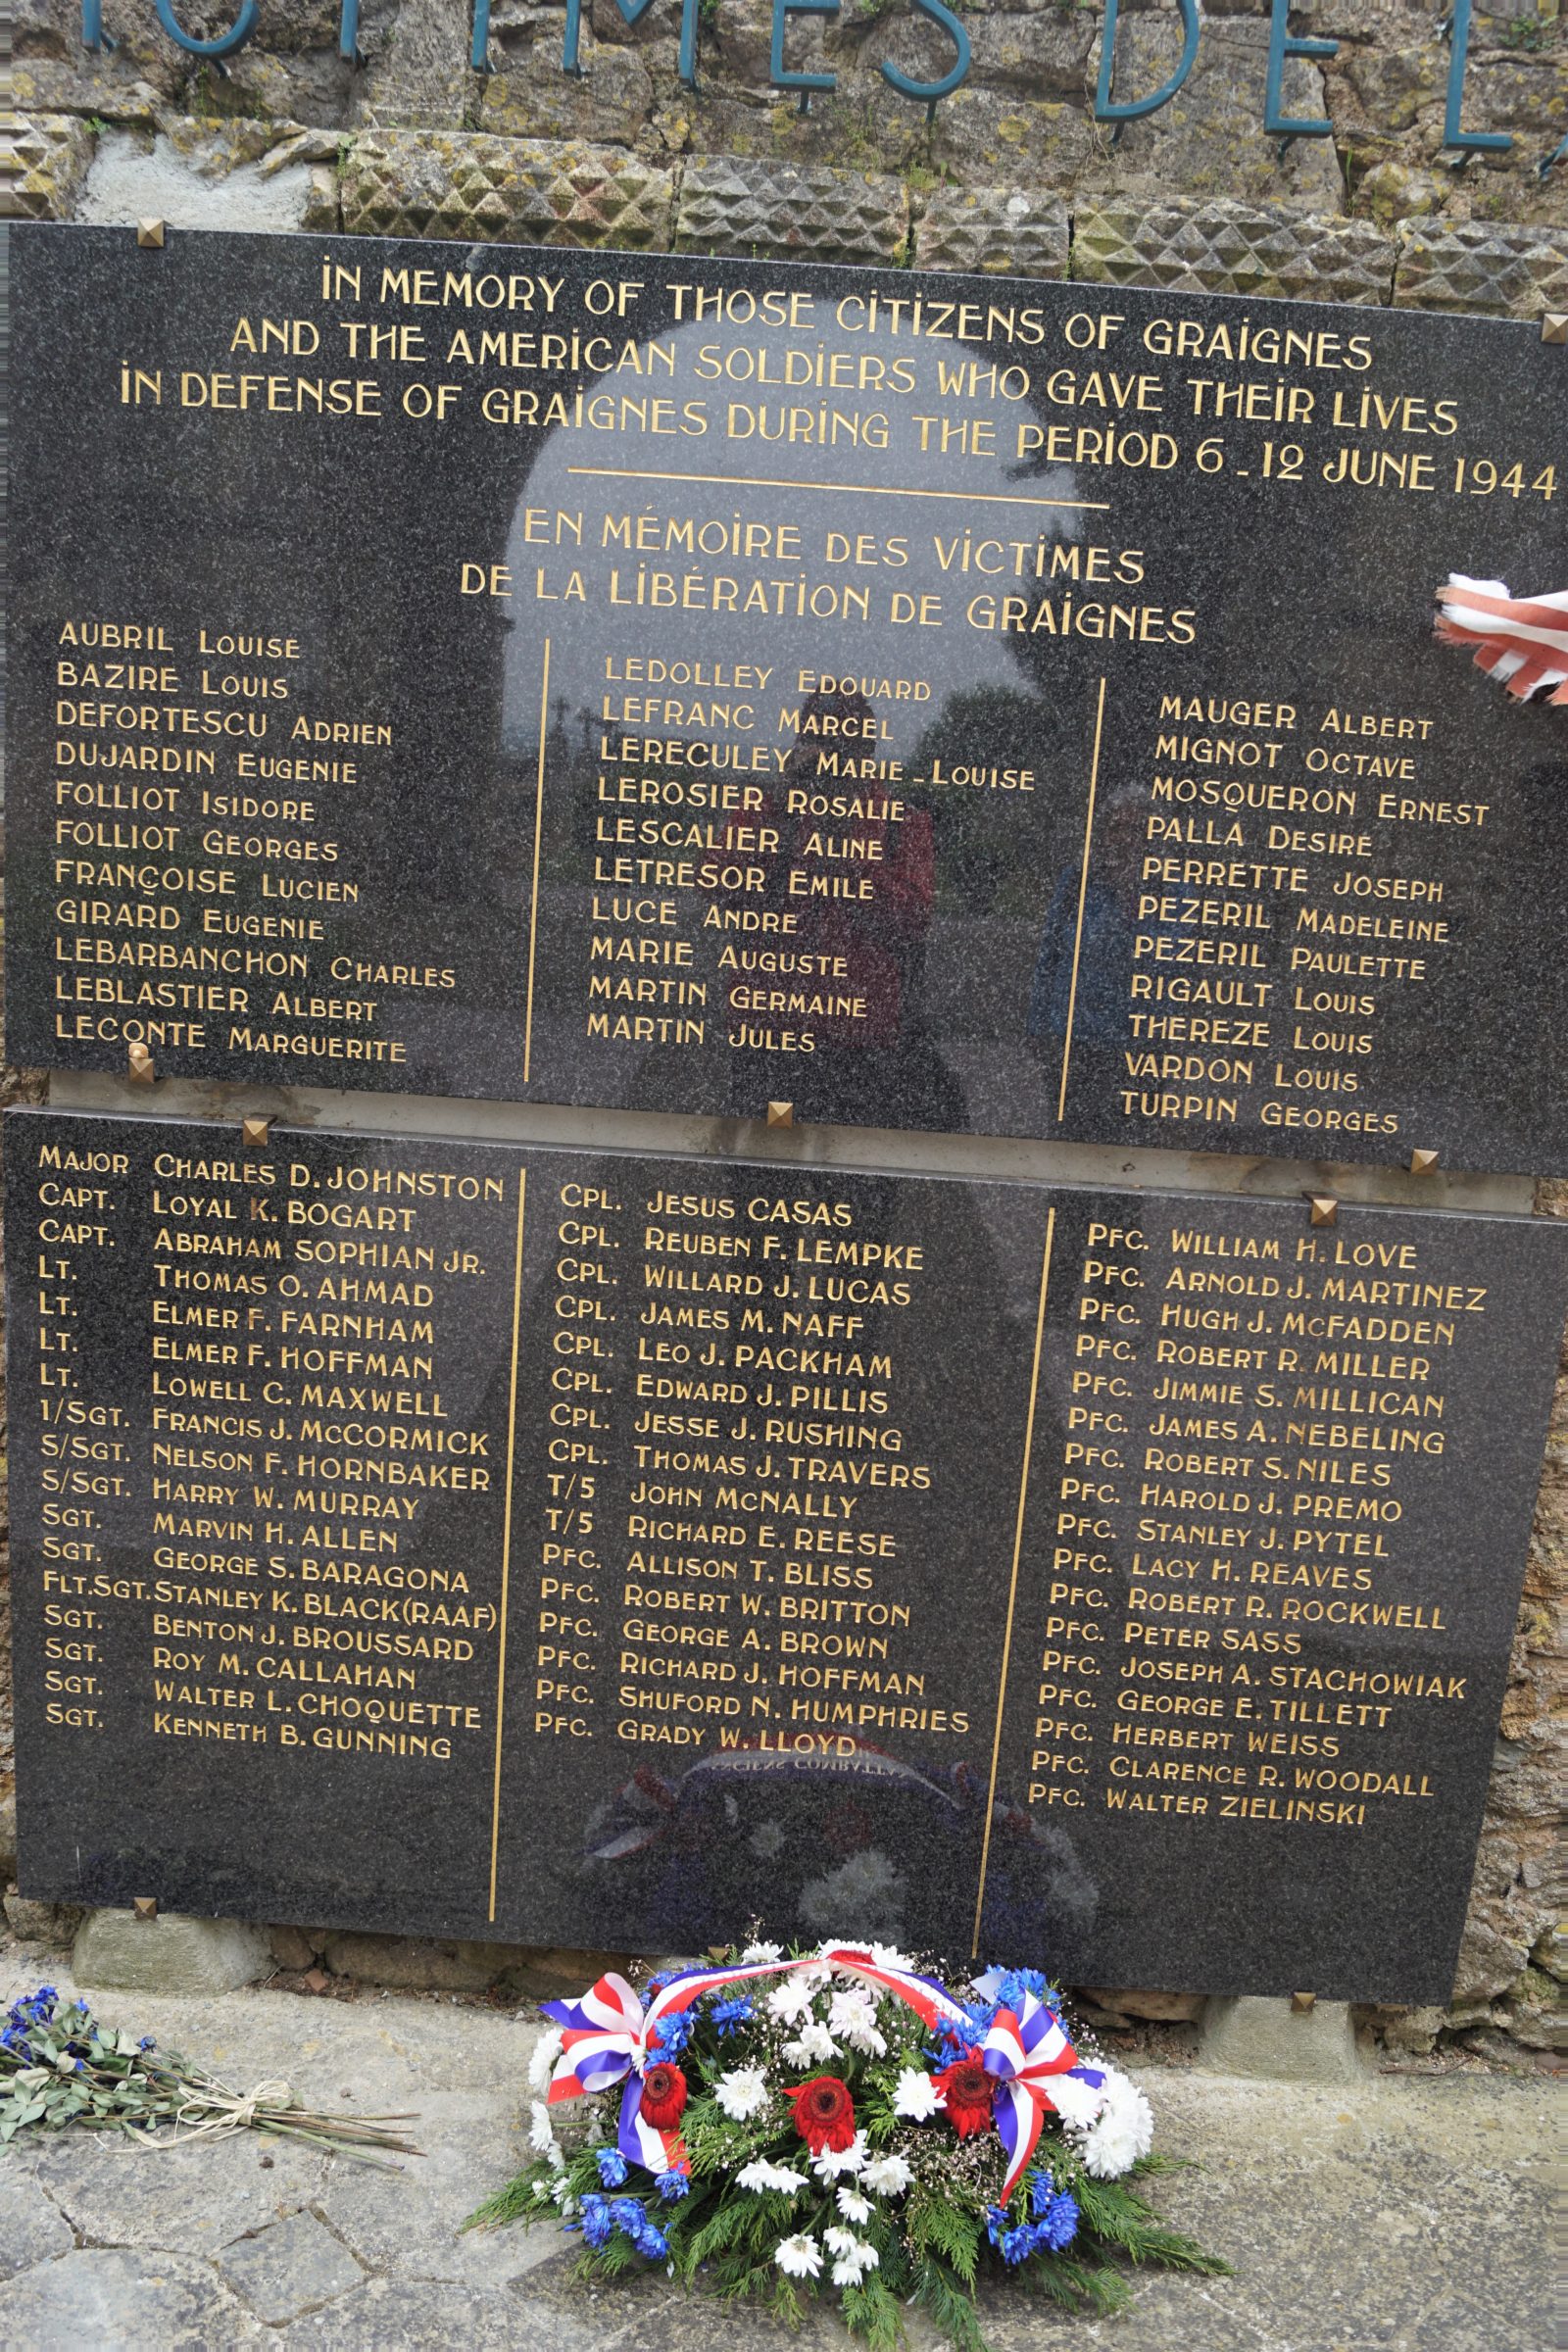 VICTIMES DE L
IN MEMORY OF THOSE CITIZENS OF GRAIGNES
AND THE AMERICAN SOLDIERS WHO GAVE THEIR LIVES
IN DEFENSE OF GRAIGNES DURING THE PERIOD 6-12 JUNE 1944
EN MÉMOIRE DES VICTIMES
DE LA LIBÉRATION DE GRAIGNES
AUBRIL LOUISE
BAZIRE LOUIS
DEFORTESCU ADRIEN
DUJARDIN EUGENIE
FOLLIOT ISIDORE
FOLLIOT GEORGES
FRANÇOISE LUCIEN
GIRARD EUGENIE
LEBARBANCHON CHARLES
LEBLASTIER ALBERT
LECONTE MARGUERITE
LEDOLLEY EDOUARD
LEFRANC MARCEL
LERECULEY MARIE-LOUISE
LEROSIER ROSALIE
LESCALIER ALINE
LETRESOR EMILE
LUCE ANDRE
MARIE AUGUSTE
MARTIN GERMAINE
MARTIN JULES
MAUGER ALBERT
MIGNOT OCTAVE
MOSQUERON ERNEST
PALLA DESIRE
PERRETTE JOSEPH
PEZERIL MADELEINE
PEZERIL PAULETTE
RIGAULT LOUIS
THEREZE LOUIS
VARDON LOUIS
TURPIN GEORGES
MAJOR CHARLES D. JOHNSTON
CAPT. LOYAL K. BOGART
CAPT. ABRAHAM SOPHIAN JR.
LT. THOMAS O. AHMAD
LT. ELMER F. FARNHAM
LT. ELMER F. HOFFMAN
LT. LOWELL C. MAXWELL
1/SGT. FRANCIS J. McCORMICK
S/SGT. NELSON F. HORNBAKER
S/SGT. HARRY W. MURRAY
SGT. MARVIN H. ALLEN
SGT. GEORGE S. BARAGONA
FLT.SGT. STANLEY K. BLACK (RAAF)
SGT. BENTON J. BROUSSARD
SGT. ROY M. CALLAHAN
SGT. WALTER L. CHOQUETTE
SGT. KENNETH B. GUNNING
CPL. JESUS CASAS
CPL. REUBEN F. LEMPKE
CPL. WILLARD J. LUCAS
CPL. JAMES M. NAFF
CPL. LEO J. PACKHAM
CPL. EDWARD J. PILLIS
CPL. JESSE J. RUSHING
CPL. THOMAS J. TRAVERS
T/5 JOHN McNALLY
T/5 RICHARD E. REESE
PFC. ALLISON T. BLISS
PFC. ROBERT W. BRITTON
PFC. GEORGE A. BROWN
PFC. RICHARD J. HOFFMAN
PFC. SHUFORD N. HUMPHRIES
PFC. GRADY W. LLOYD
PFC. WILLIAM H. LOVE
PFC. ARNOLD J. MARTINEZ
PFC. HUGH J. McFADDEN
PFC. ROBERT R. MILLER
PFC. JIMMIE S. MILLICAN
PFC. JAMES A. NEBELING
PFC. ROBERT S. NILES
PFC. HAROLD J. PREMO
PFC. STANLEY J. PYTEL
PFC. LACY H. REAVES
PFC. ROBERT R. ROCKWELL
PFC. PETER SASS
PFC. JOSEPH A. STACHOWIAK
PFC. GEORGE E. TILLETT
PFC. HERBERT WEISS
PFC. CLARENCE R. WOODALL
PFC. WALTER ZIELINSKI